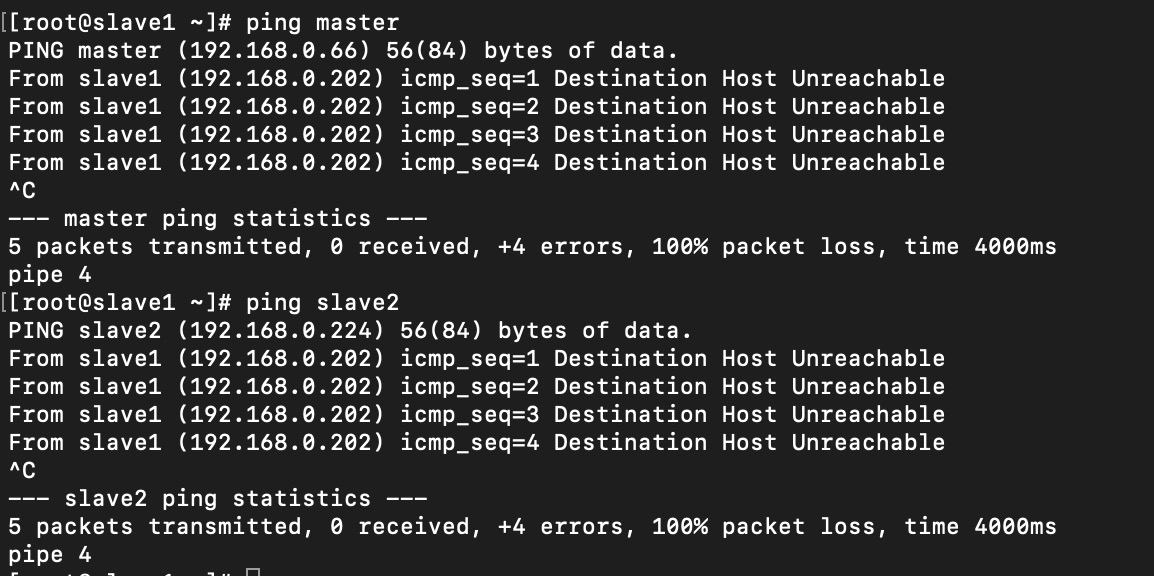 [[root@slave1 ~]# ping master
PING master (192.168.0.66) 56(84) bytes of data.
From slave1 (192.168.0.202) icmp_seq=1 Destination Host Unreachable
From slave1 (192.168.0.202) icmp_seq=2 Destination Host Unreachable
From slave1 (192.168.0.202) icmp_seq=3 Destination Host Unreachable
From slave1 (192.168.0.202) icmp_seq=4 Destination Host Unreachable
^C
--- master ping statistics ---
5 packets transmitted, 0 received, +4 errors, 100% packet loss, time 4000ms
pipe 4
[[root@slave1 ~]# ping slave2
PING slave2 (192.168.0.224) 56(84) bytes of data.
From slave1 (192.168.0.202) icmp_seq=1 Destination Host Unreachable
From slave1 (192.168.0.202) icmp_seq=2 Destination Host Unreachable
From slave1 (192.168.0.202) icmp_seq=3 Destination Host Unreachable
From slave1 (192.168.0.202) icmp_seq=4 Destination Host Unreachable
^C
--- slave2 ping statistics ---
5 packets transmitted, 0 received, +4 errors, 100% packet loss, time 4000ms
pipe 4